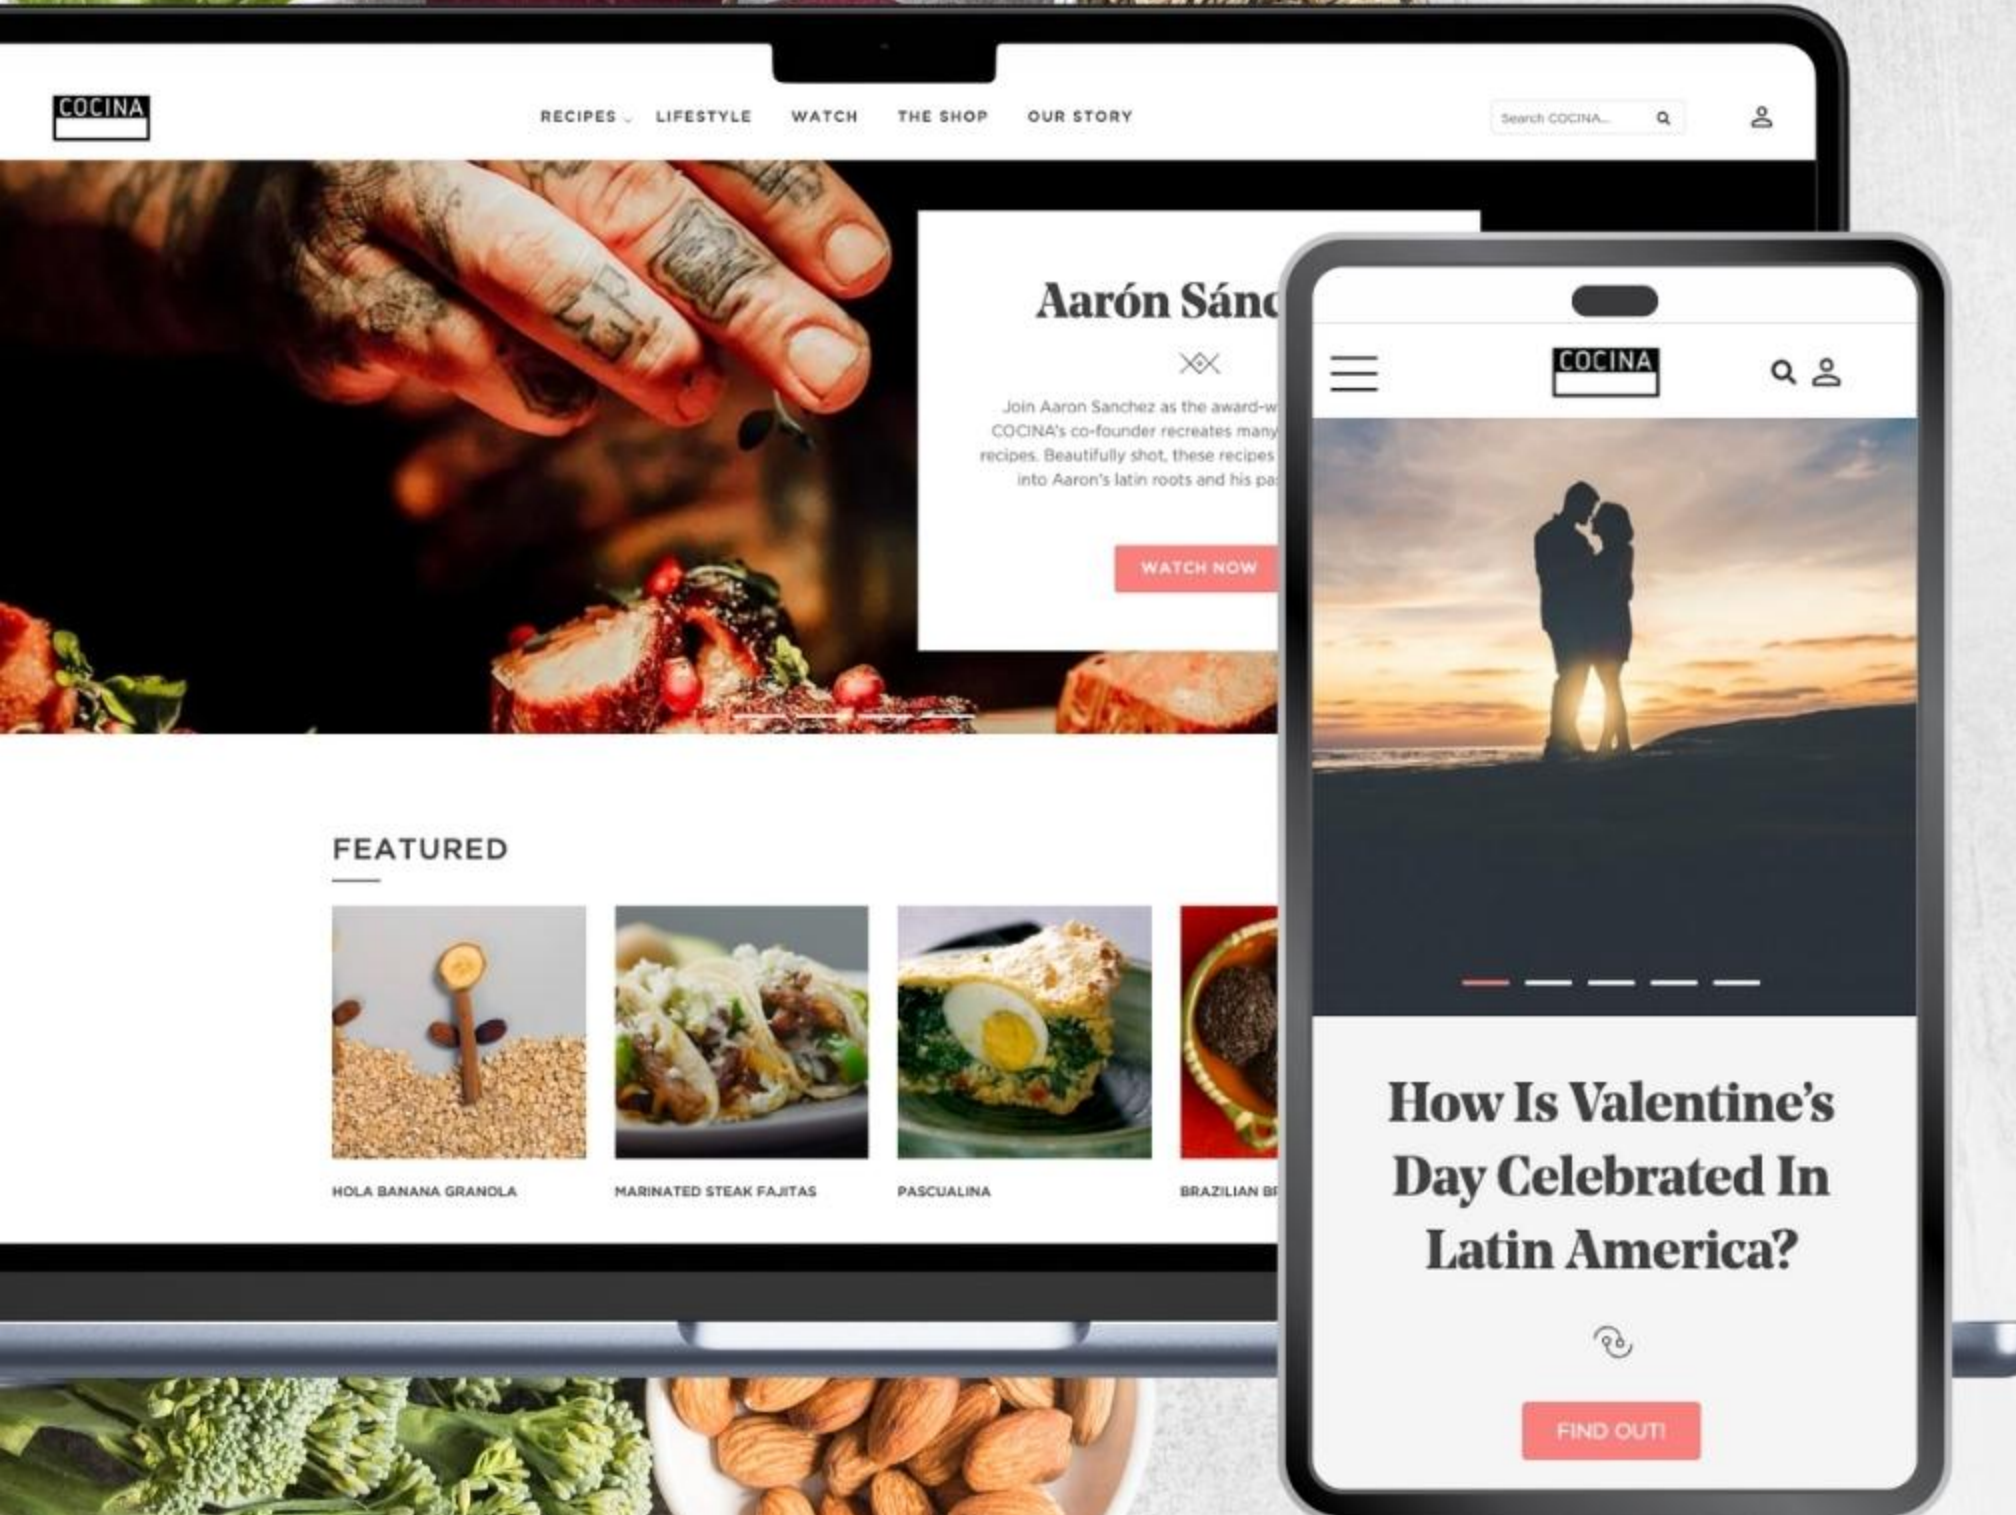 COCINA
RECIPES LIFESTYLE WATCH THE SHOP OUR STORY
Search COCINA...
Aarón Sánc
Join Aaron Sanchez as the award-w
COCINA's co-founder recreates many
recipes. Beautifully shot, these recipes
into Aaron's latin roots and his pa
WATCH NOW
FEATURED
HOLA BANANA GRANOLA
MARINATED STEAK FAJITAS
PASCUALINA
BRAZILIAN
COCINA
How Is Valentine's
Day Celebrated In
Latin America?
FIND OUT!